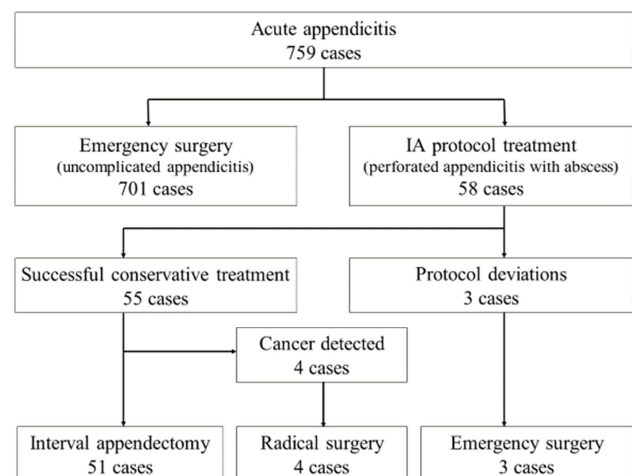 Acute appendicitis
759 cases
Emergency surgery
(uncomplicated appendicitis)
701 cases
IA protocol treatment
(perforated appendicitis with abscess)
58 cases
Successful conservative treatment
55 cases
Protocol deviations
3 cases
Cancer detected
4 cases
Interval appendectomy
51 cases
Radical surgery
4 cases
Emergency surgery
3 cases